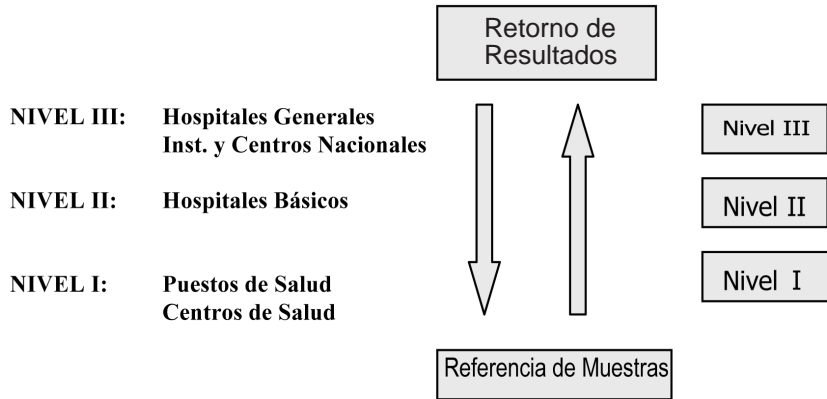 Retorno de
Resultados
NIVEL III: Hospitales Generales
Inst. y Centros Nacionales
NIVEL II: Hospitales Básicos
NIVEL I: Puestos de Salud
Centros de Salud
Nivel III
Nivel II
Nivel I
Referencia de Muestras